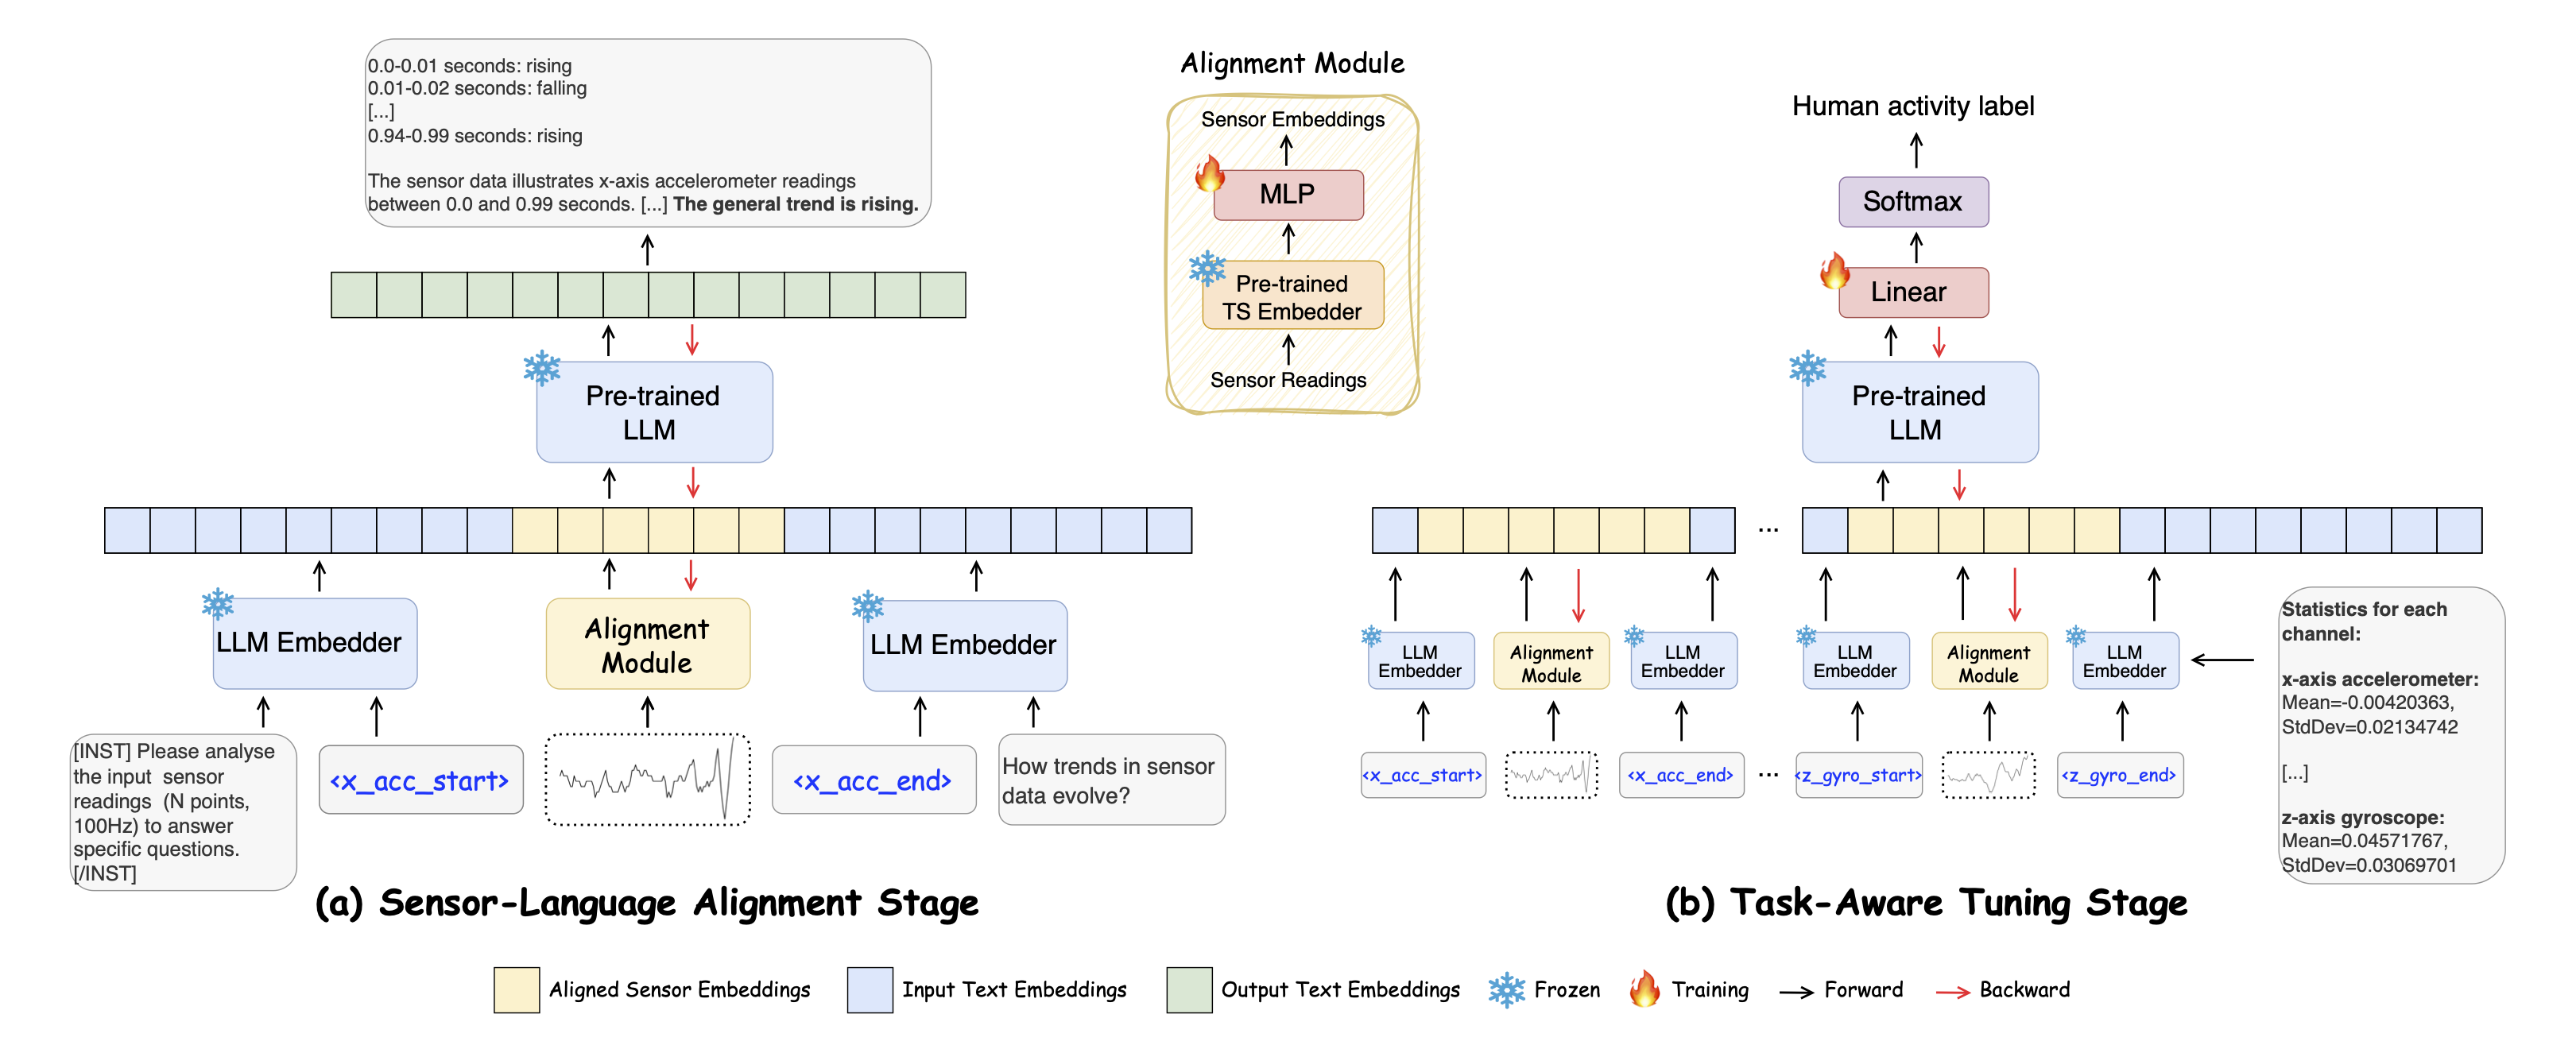 0.0-0.01 seconds: rising
0.01-0.02 seconds: falling
[...]
0.94-0.99 seconds: rising
The sensor data illustrates x-axis accelerometer readings
between 0.0 and 0.99 seconds. [...] The general trend is rising.
Pre-trained
LLM
LLM Embedder
Alignment
Module
LLM Embedder
[INST] Please analyse
the input sensor
readings (N points,
100Hz) to answer
specific questions.
[/INST]
<x_acc_start>
<x_acc_end>
How trends in sensor
data evolve?
(a) Sensor-Language Alignment Stage
Alignment Module
Sensor Embeddings
MLP
Pre-trained
TS Embedder
Sensor Readings
Human activity label
Softmax
Linear
Pre-trained
LLM
...
LLM
Embedder
Alignment
Module
LLM
Embedder
LLM
Embedder
Alignment
Module
LLM
Embedder
<x_acc_start>
<x_acc_end>
...
<z_gyro_start>
<z_gyro_end>
Statistics for each
channel:
x-axis accelerometer:
Mean=-0.00420363,
StdDev=0.02134742
[...]
z-axis gyroscope:
Mean=0.04571767,
StdDev=0.03069701
(b) Task-Aware Tuning Stage
Aligned Sensor Embeddings
Input Text Embeddings
Output Text Embeddings
Frozen
Training
Forward
Backward